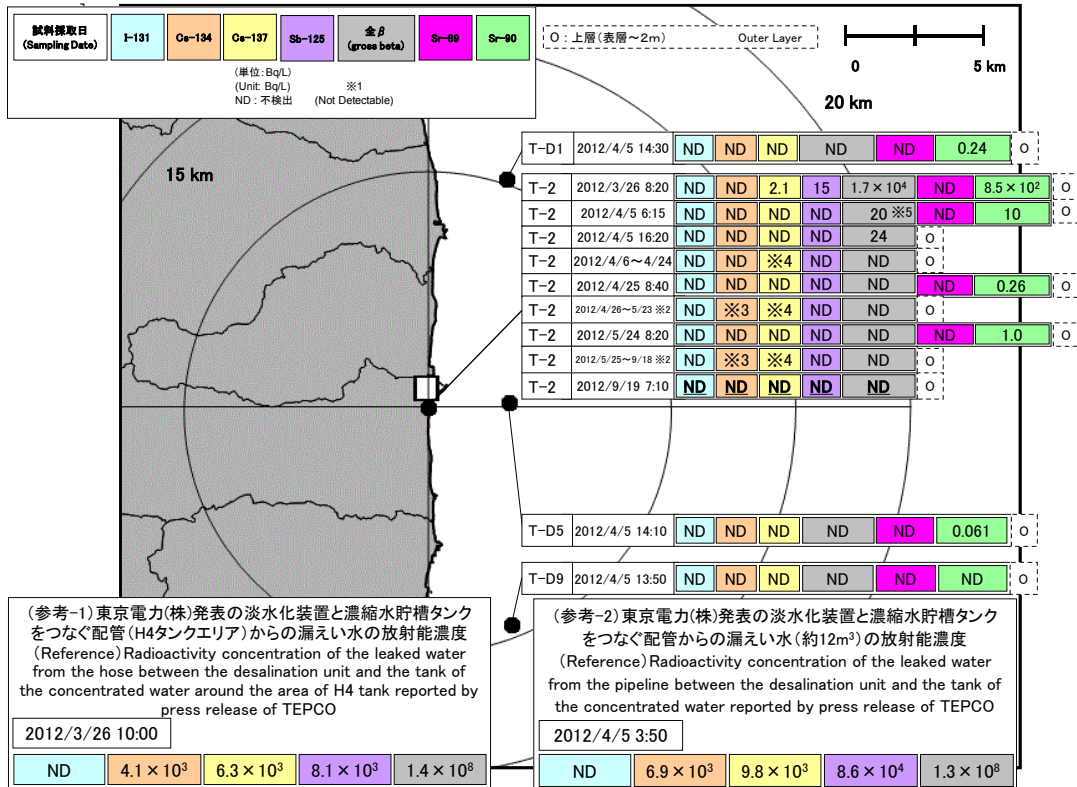 試料採取日 I-131 Cs-134 Cs-137 Sb-125 全β Sr-89 Sr-90
(Sampling Date) (gross beta)
(単位:Bq/L)
(Unit: Bq/L) ※1
ND:不検出 (Not Detectable)
O:上層(表層~2m) Outer Layer
0 5 km
20 km
15 km
T-D1 2012/4/5 14:30 ND ND ND ND ND 0.24 O
T-2 2012/3/26 8:20 ND ND 2.1 15 1.7×10⁴ ND 8.5×10² O
T-2 2012/4/5 6:15 ND ND ND ND 20 ※5 ND 10 O
T-2 2012/4/5 16:20 ND ND ND ND 24 O
T-2 2012/4/6~4/24 ND ND ※4 ND ND O
T-2 2012/4/25 8:40 ND ND ND ND ND ND 0.26 O
T-2 2012/4/26~5/23 ※2 ND ※3 ※4 ND ND O
T-2 2012/5/24 8:20 ND ND ND ND ND ND 1.0 O
T-2 2012/5/25~9/18 ※2 ND ※3 ※4 ND ND O
T-2 2012/9/19 7:10 ND ND ND ND ND O
T-D5 2012/4/5 14:10 ND ND ND ND ND 0.061 O
T-D9 2012/4/5 13:50 ND ND ND ND ND ND O
(参考-1)東京電力(株)発表の淡水化装置と濃縮水貯槽タンク
をつなぐ配管(H4タンクエリア)からの漏えい水の放射能濃度
(Reference)Radioactivity concentration of the leaked water
from the hose between the desalination unit and the tank of
the concentrated water around the area of H4 tank reported by
press release of TEPCO
2012/3/26 10:00
ND 4.1×10³ 6.3×10³ 8.1×10³ 1.4×10⁸
(参考-2)東京電力(株)発表の淡水化装置と濃縮水貯槽タンク
をつなぐ配管からの漏えい水(約12m³)の放射能濃度
(Reference)Radioactivity concentration of the leaked water
from the pipeline between the desalination unit and the tank of
the concentrated water reported by press release of TEPCO
2012/4/5 3:50
ND 6.9×10³ 9.8×10³ 8.6×10⁴ 1.3×10⁸